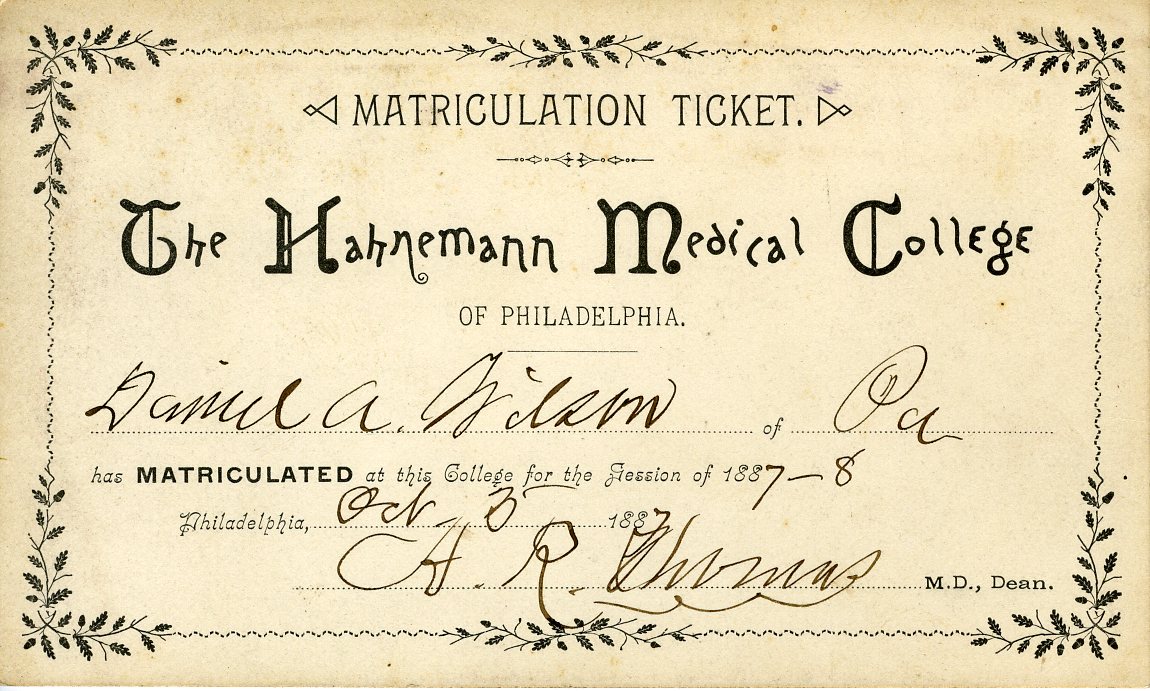 MATRICULATION TICKET.
The Hahnemann Medical College
OF PHILADELPHIA.
Daniel A. Wilson of Pa
has MATRICULATED at this College for the Session of 1887-8
Philadelphia, Oct 3 1887
A. R. Thomas M.D., Dean.